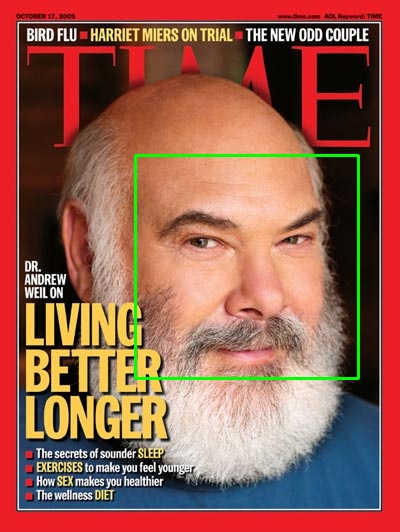 OCTOBER 17, 2005 www.time.com AOL Keyword: TIME
BIRD FLU ■ HARRIET MIERS ON TRIAL ■ THE NEW ODD COUPLE
TIME
DR.
ANDREW
WEIL ON
LIVING
BETTER
LONGER
■ The secrets of sounder SLEEP
■ EXERCISES to make you feel younger
■ How SEX makes you healthier
■ The wellness DIET